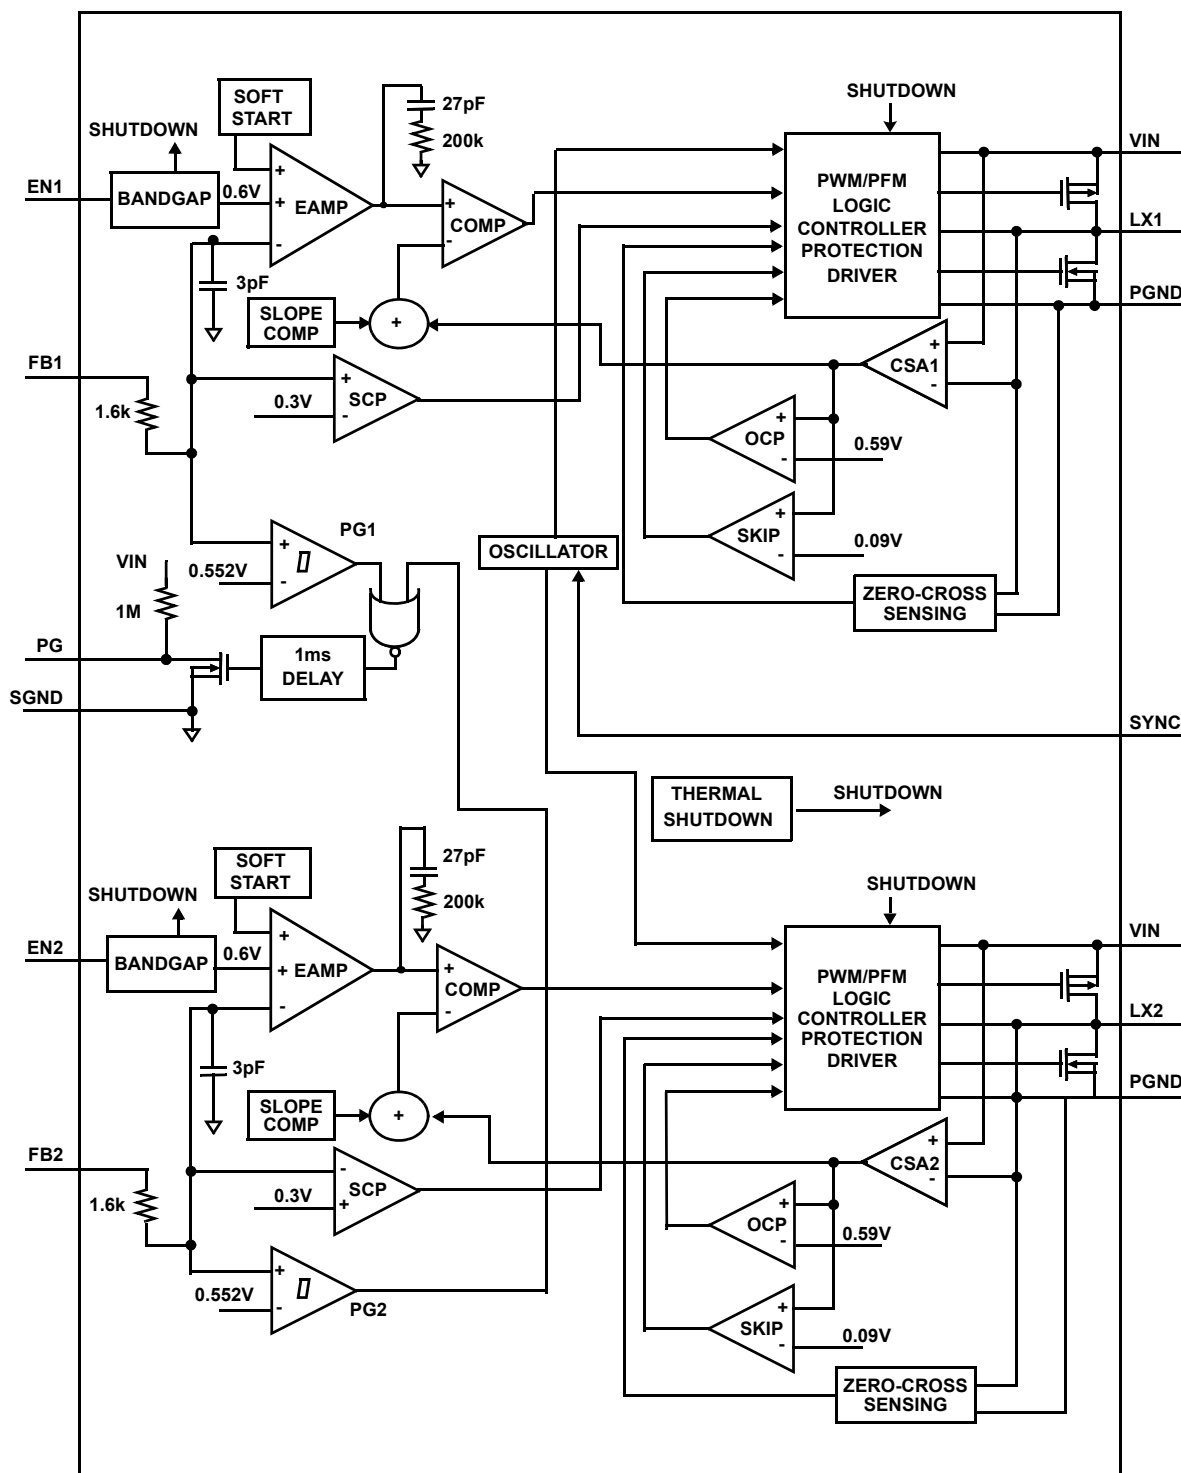 SOFT
START
27pF
200k
SHUTDOWN
SHUTDOWN
VIN
EN1
BANDGAP
0.6V
+
+
-
EAMP
+
-
COMP
PWM/PFM
LOGIC
CONTROLLER
PROTECTION
DRIVER
LX1
3pF
SLOPE
COMP
+
PGND
FB1
1.6k
0.3V
+
-
SCP
+
-
CSA1
+
-
OCP
0.59V
+
-
SKIP
0.09V
PG1
+
-
0.552V
VIN
1M
OSCILLATOR
ZERO-CROSS
SENSING
PG
1ms
DELAY
SGND
SYNC
THERMAL
SHUTDOWN
SHUTDOWN
SOFT
START
27pF
200k
SHUTDOWN
SHUTDOWN
VIN
EN2
BANDGAP
0.6V
+
+
-
EAMP
+
-
COMP
PWM/PFM
LOGIC
CONTROLLER
PROTECTION
DRIVER
LX2
3pF
SLOPE
COMP
+
PGND
FB2
1.6k
0.3V
-
+
SCP
+
-
CSA2
+
-
OCP
0.59V
+
-
SKIP
0.09V
0.552V
+
-
PG2
ZERO-CROSS
SENSING